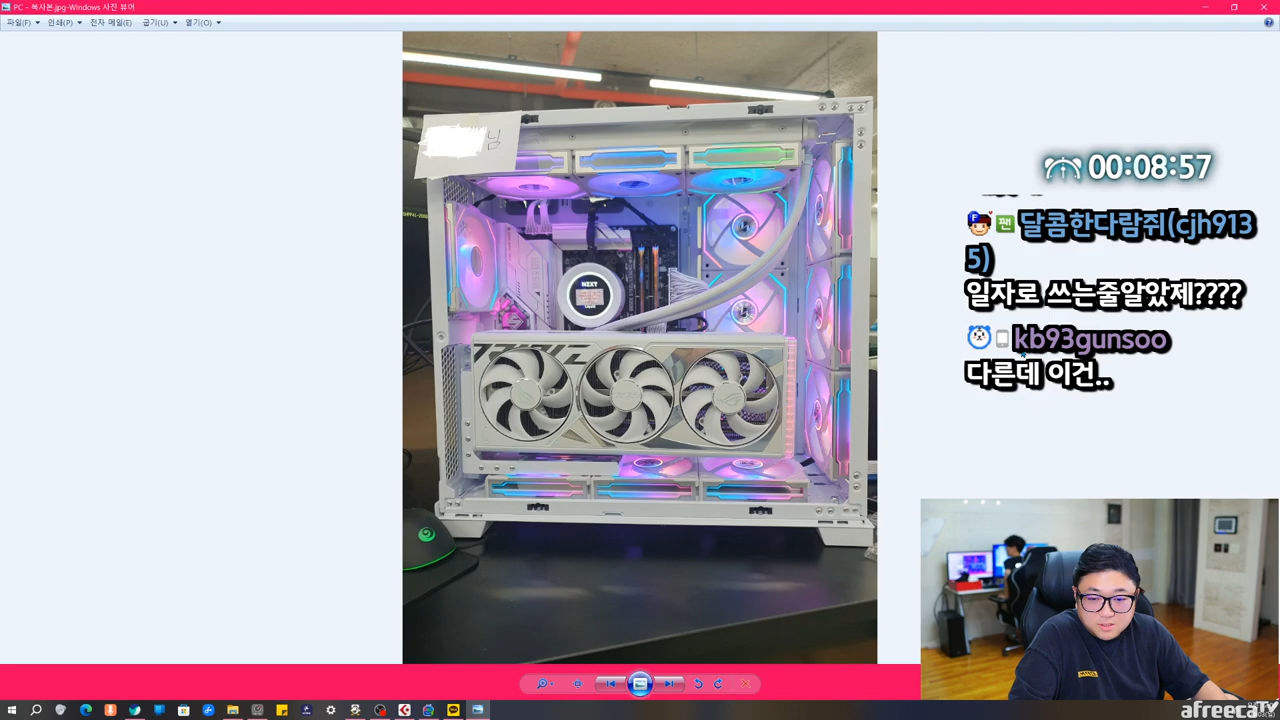 PC - 복사본.jpg-Windows 사진 뷰어
파일(F) 인쇄(P) 전자 메일(E) 굽기(U) 열기(O)
님
NZXT
00:08:57
달콤한다람쥐(cjh913
5)
일자로 쓰는줄알았제????
kb93gunsoo
다른데 이건..
afreecaTV